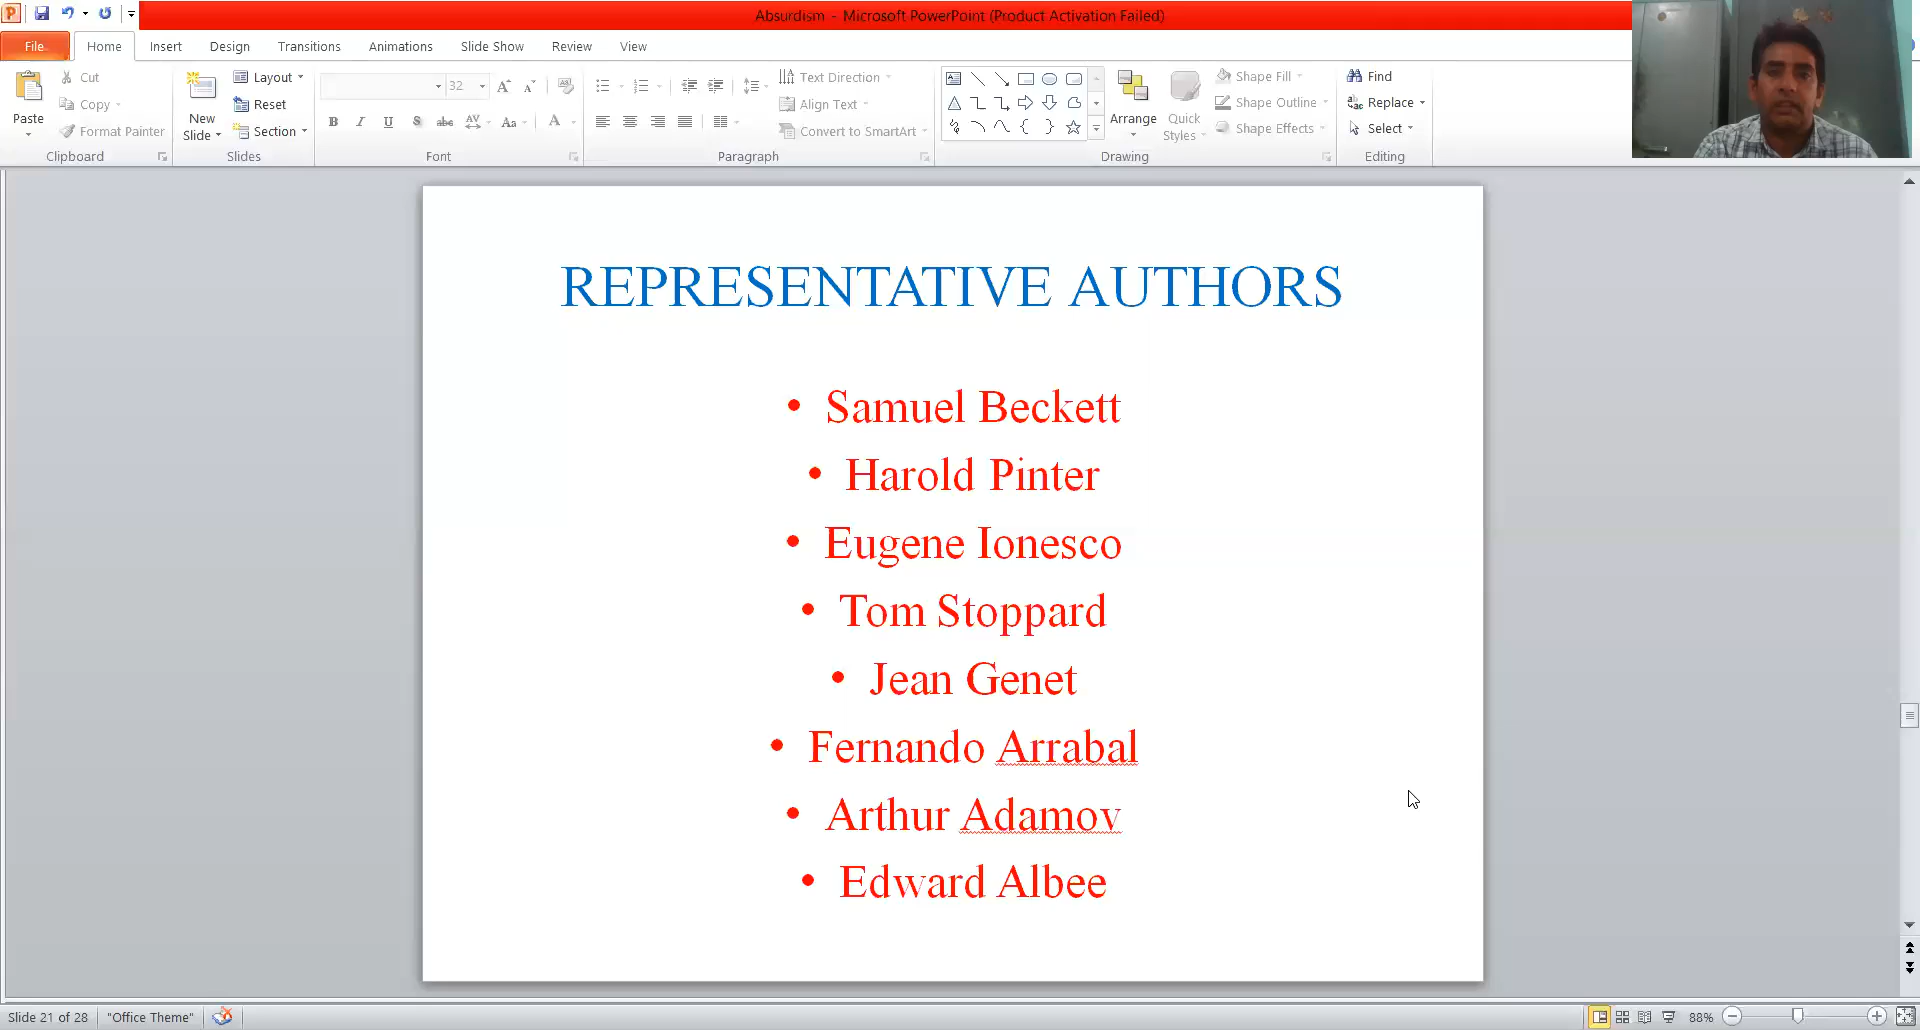 Absurdism - Microsoft PowerPoint (Product Activation Failed)
File Home Insert Design Transitions Animations Slide Show Review View
Paste
Cut
Copy
Format Painter
Clipboard
New Slide
Layout
Reset
Section
Slides
32
B I U S abc AV Aa A
Font
Text Direction
Align Text
Convert to SmartArt
Paragraph
Arrange
Quick Styles
Shape Fill
Shape Outline
Shape Effects
Drawing
Find
Replace
Select
Editing
REPRESENTATIVE AUTHORS
• Samuel Beckett
• Harold Pinter
• Eugene Ionesco
• Tom Stoppard
• Jean Genet
• Fernando Arrabal
• Arthur Adamov
• Edward Albee
Slide 21 of 28 "Office Theme" 88%